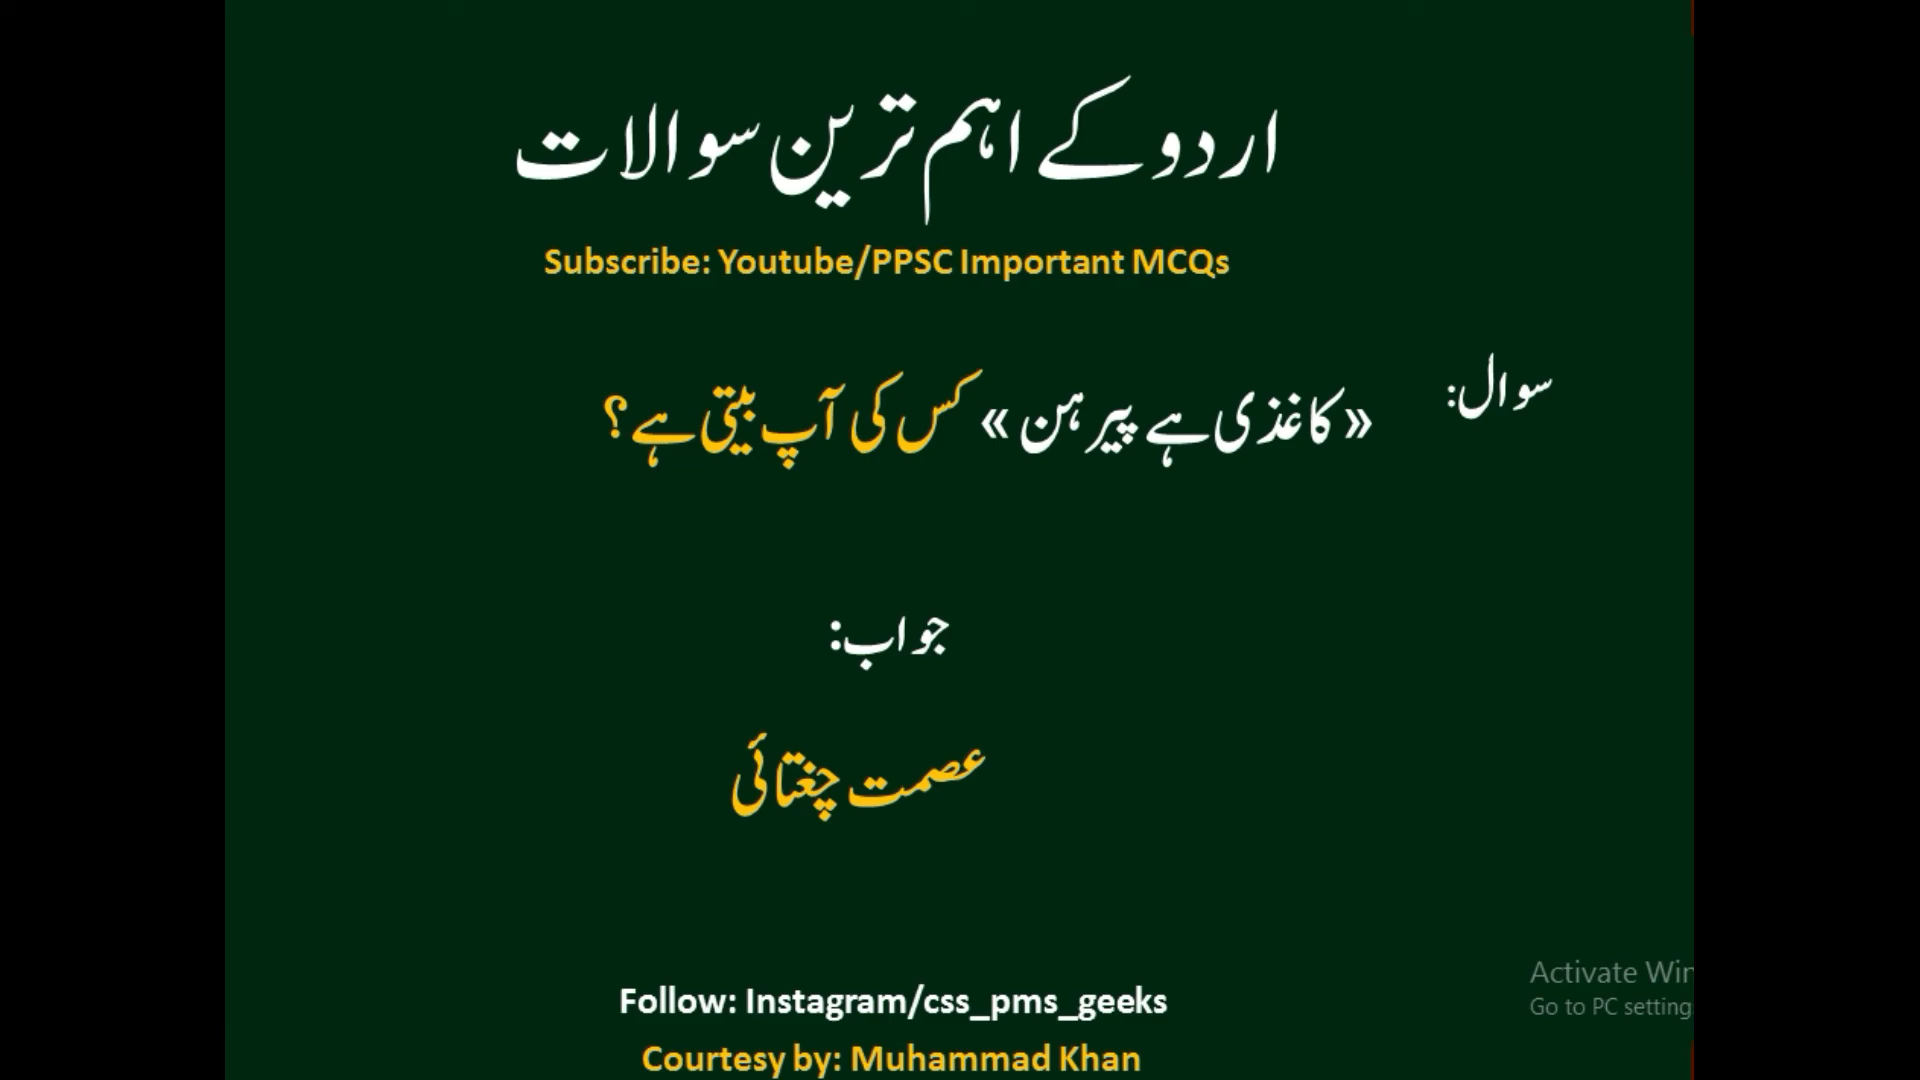 اردو کے اہم ترین سوالات
Subscribe: Youtube/PPSC Important MCQs
سوال: «کاغذی ہے پیرہن» کس کی آپ بیتی ہے؟
جواب:
عصمت چغتائی
Activate Win
Go to PC setting
Follow: Instagram/css_pms_geeks
Courtesy by: Muhammad Khan